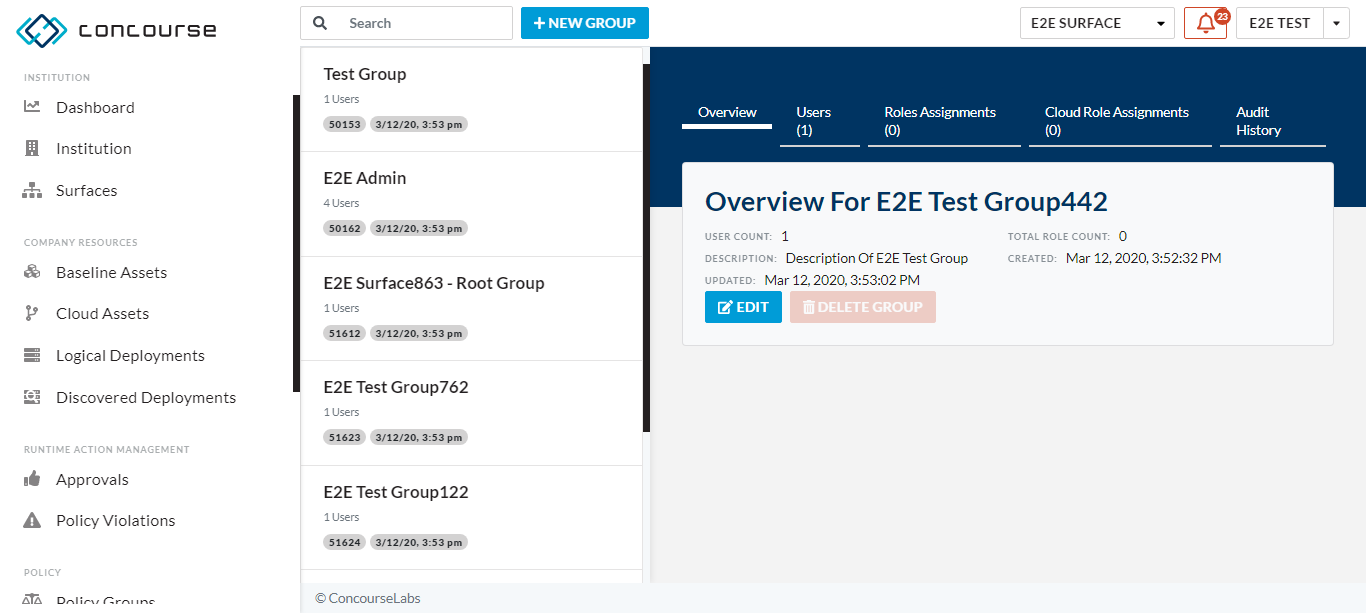 concourse
Search
NEW GROUP
E2E SURFACE
23
E2E TEST
INSTITUTION
Dashboard
Institution
Surfaces
COMPANY RESOURCES
Baseline Assets
Cloud Assets
Logical Deployments
Discovered Deployments
RUNTIME ACTION MANAGEMENT
Approvals
Policy Violations
POLICY
Policy Groups
Test Group
1 Users
50153 3/12/20, 3:53 pm
E2E Admin
4 Users
50162 3/12/20, 3:53 pm
E2E Surface863 - Root Group
1 Users
51612 3/12/20, 3:53 pm
E2E Test Group762
1 Users
51623 3/12/20, 3:53 pm
E2E Test Group122
1 Users
51624 3/12/20, 3:53 pm
Overview
Users
(1)
Roles Assignments
(0)
Cloud Role Assignments
(0)
Audit
History
Overview For E2E Test Group442
USER COUNT: 1
TOTAL ROLE COUNT: 0
DESCRIPTION: Description Of E2E Test Group
CREATED: Mar 12, 2020, 3:52:32 PM
UPDATED: Mar 12, 2020, 3:53:02 PM
EDIT
DELETE GROUP
© ConcourseLabs